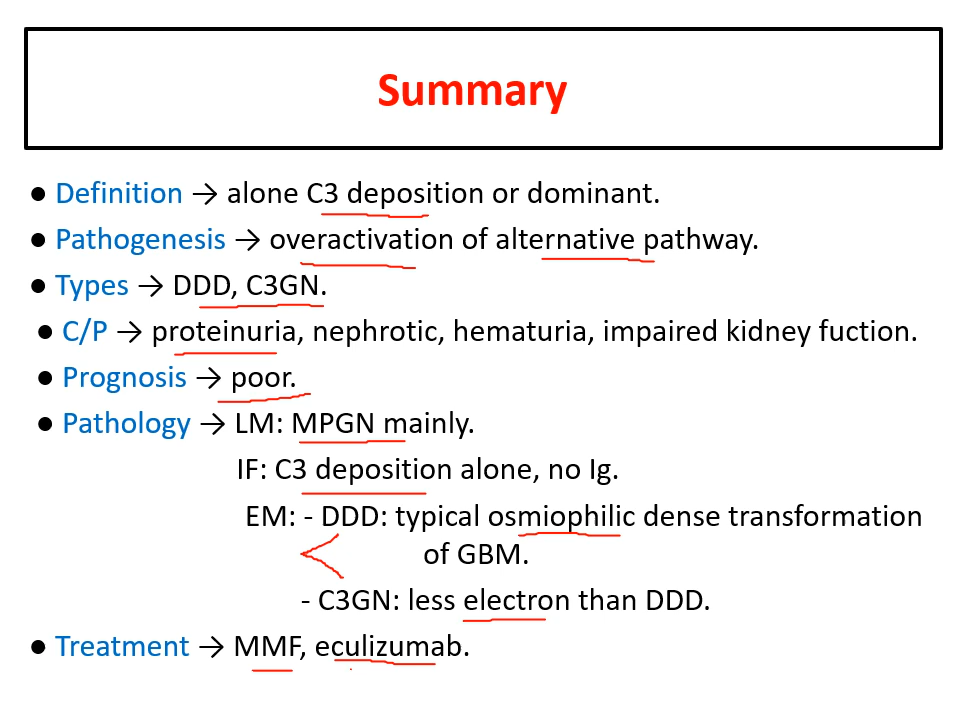 Summary
● Definition → alone C3 deposition or dominant.
● Pathogenesis → overactivation of alternative pathway.
● Types → DDD, C3GN.
● C/P → proteinuria, nephrotic, hematuria, impaired kidney fuction.
● Prognosis → poor.
● Pathology → LM: MPGN mainly.
IF: C3 deposition alone, no Ig.
EM: - DDD: typical osmiophilic dense transformation
of GBM.
- C3GN: less electron than DDD.
● Treatment → MMF, eculizumab.